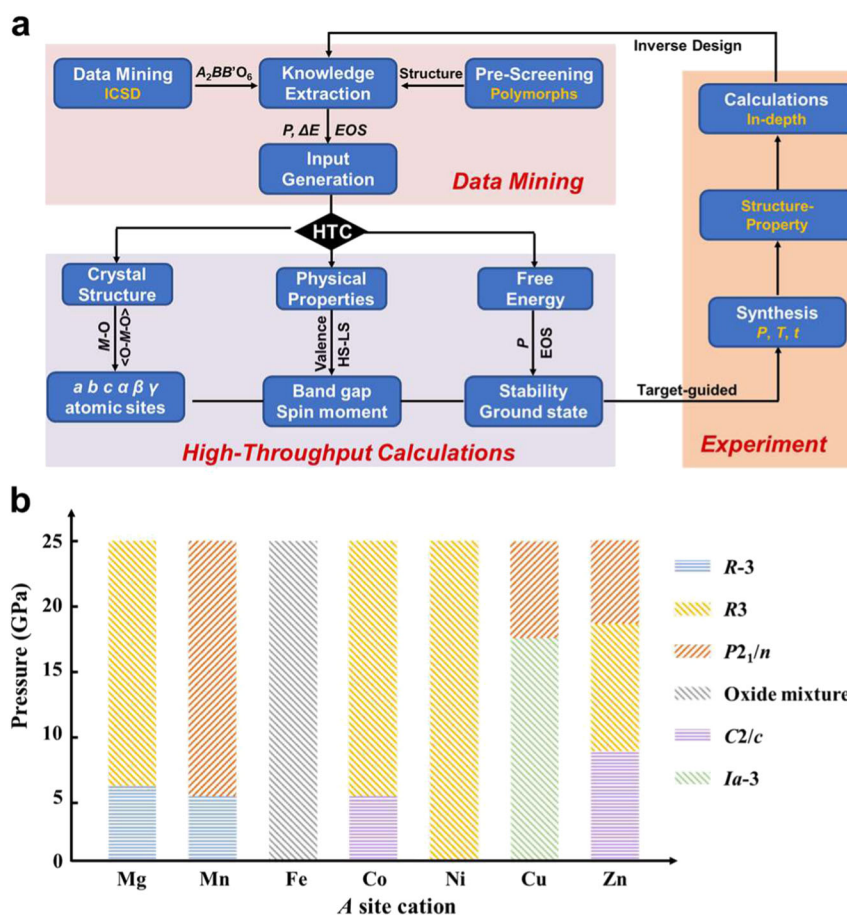 a
Inverse Design
Data Mining
ICSD
A₂BB'O₆
Knowledge
Extraction
Structure
Pre-Screening
Polymorphs
Calculations
In-depth
P, ΔE
EOS
Input
Generation
Data Mining
Structure-
Property
HTC
Crystal
Structure
Physical
Properties
Free
Energy
Synthesis
P, T, t
M-O
<O-M-O>
Valence
HS-LS
P
EOS
a b c α β γ
atomic sites
Band gap
Spin moment
Stability
Ground state
Target-guided
High-Throughput Calculations
Experiment
b
Pressure (GPa)
25
20
15
10
5
0
R-3
R3
P2₁/n
Oxide mixture
C2/c
Ia-3
Mg Mn Fe Co Ni Cu Zn
A site cation